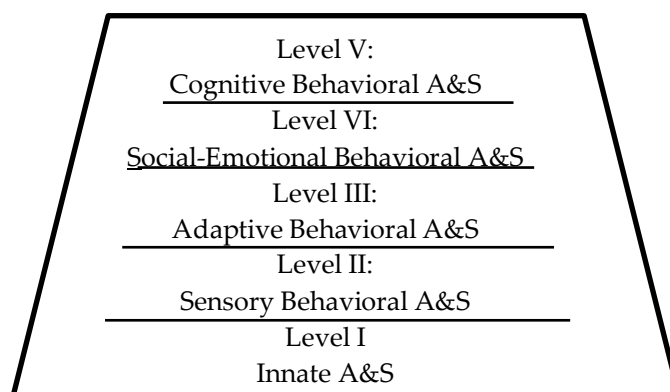 Level V:
Cognitive Behavioral A&S
Level VI:
Social-Emotional Behavioral A&S
Level III:
Adaptive Behavioral A&S
Level II:
Sensory Behavioral A&S
Level I
Innate A&S